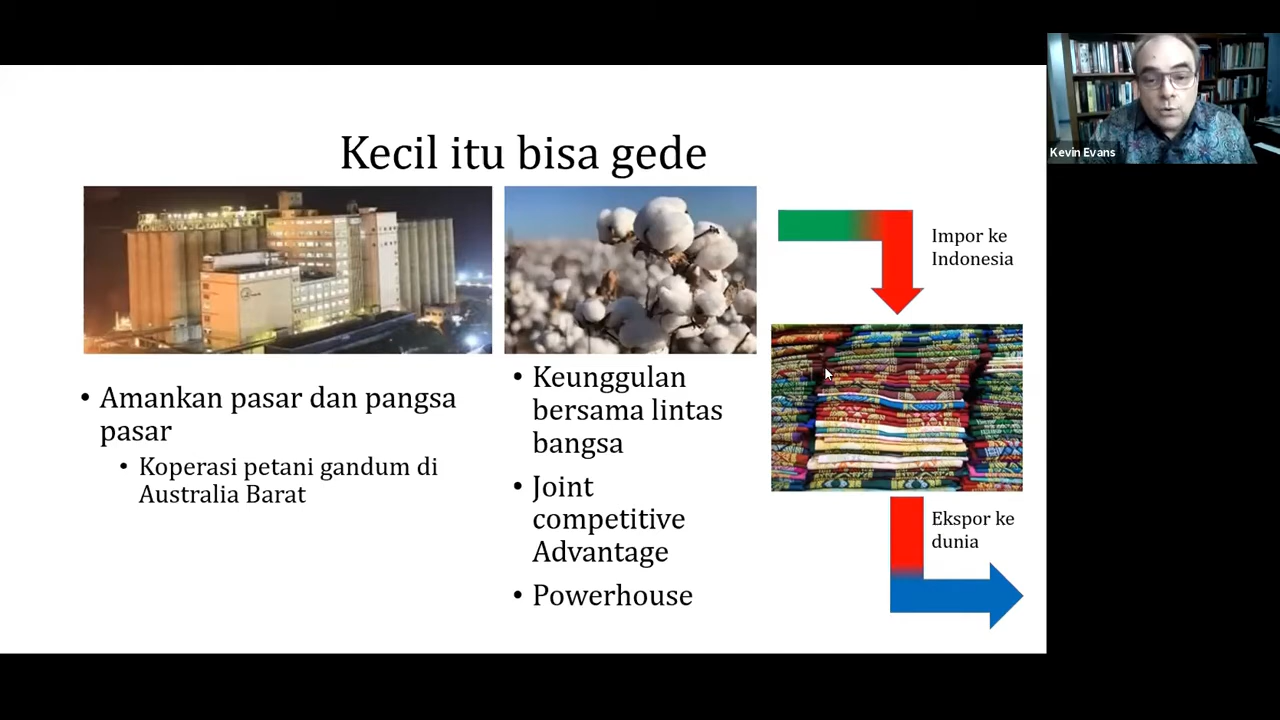 Kecil itu bisa gede
• Amankan pasar dan pangsa
pasar
• Koperasi petani gandum di
Australia Barat
• Keunggulan
bersama lintas
bangsa
• Joint
competitive
Advantage
• Powerhouse
Impor ke
Indonesia
Ekspor ke
dunia
Kevin Evans